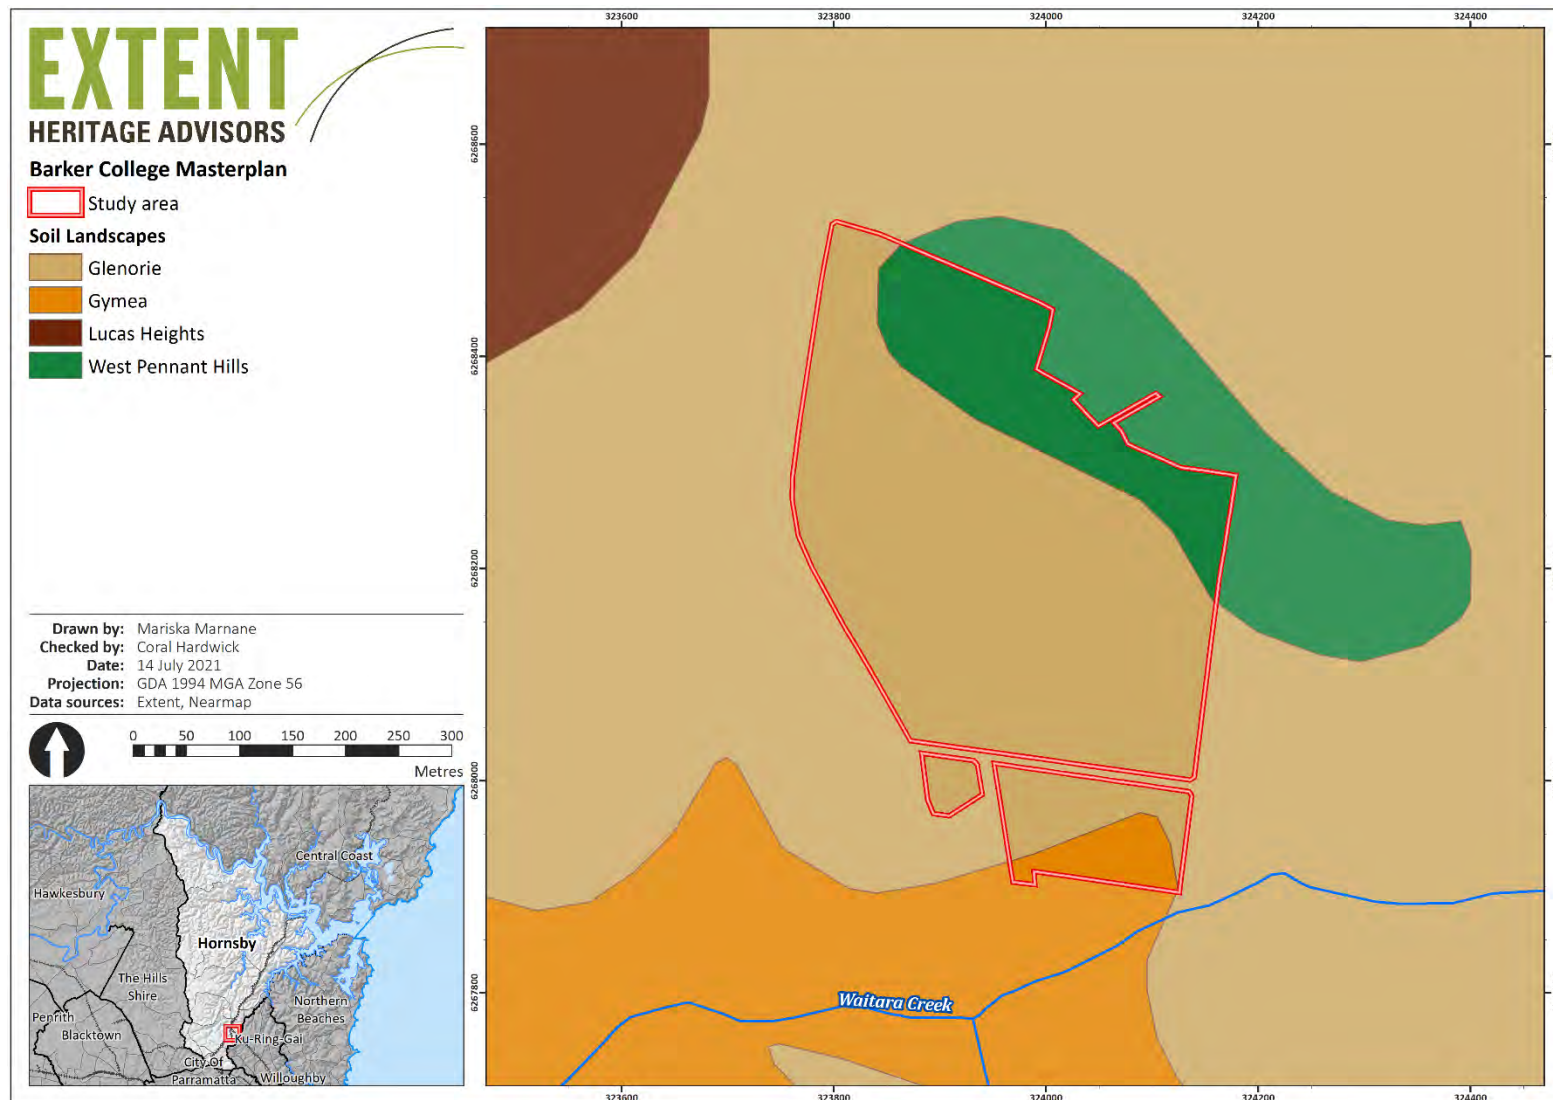 EXTENT
HERITAGE ADVISORS
Barker College Masterplan
Study area
Soil Landscapes
Glenorie
Gymea
Lucas Heights
West Pennant Hills
Drawn by: Mariska Marnane
Checked by: Coral Hardwick
Date: 14 July 2021
Projection: GDA 1994 MGA Zone 56
Data sources: Extent, Nearmap
0 50 100 150 200 250 300
Metres
Central Coast
Hawkesbury
Hornsby
The Hills
Shire
Northern
Beaches
Penrith
Blacktown
Ku-Ring-Gai
City Of
Parramatta
Willoughby
323600 323800 324000 324200 324400
6268600
6268400
6268200
6268000
6267800
Waitara Creek
323600 323800 324000 324200 324400